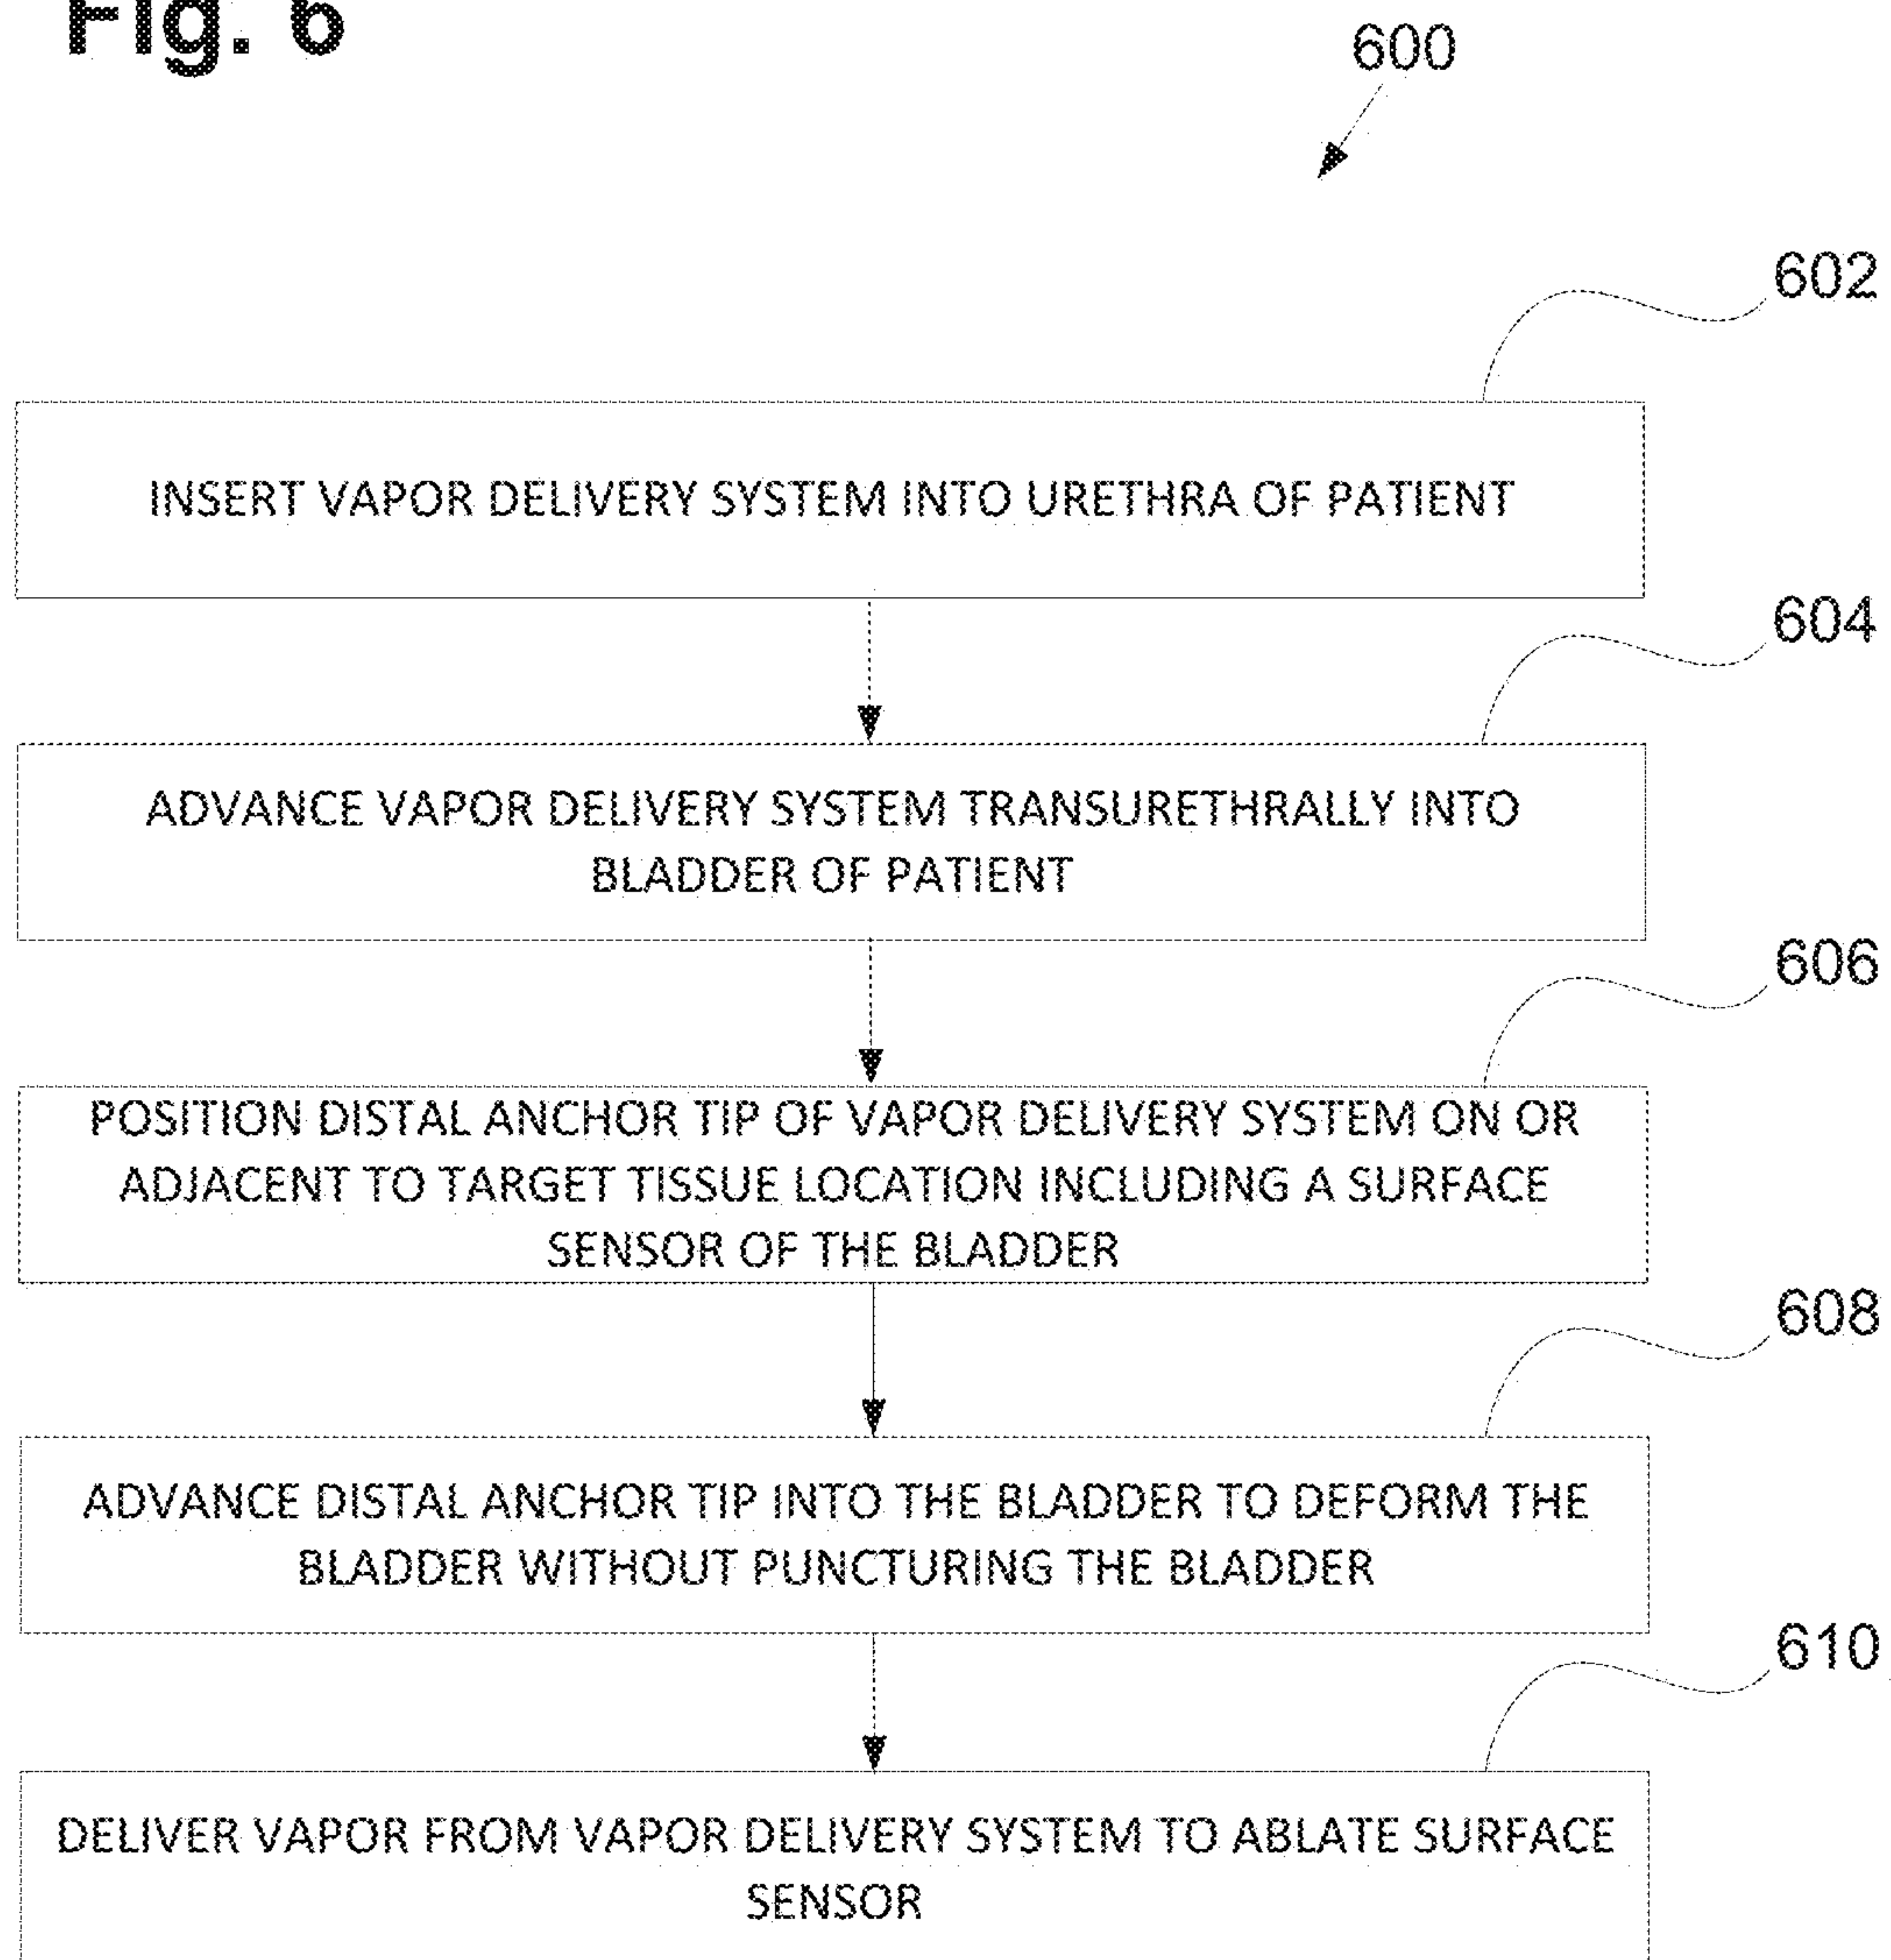 Fig. 6
600
602
INSERT VAPOR DELIVERY SYSTEM INTO URETHRA OF PATIENT
604
ADVANCE VAPOR DELIVERY SYSTEM TRANSURETHRALLY INTO
BLADDER OF PATIENT
606
POSITION DISTAL ANCHOR TIP OF VAPOR DELIVERY SYSTEM ON OR
ADJACENT TO TARGET TISSUE LOCATION INCLUDING A SURFACE
SENSOR OF THE BLADDER
608
ADVANCE DISTAL ANCHOR TIP INTO THE BLADDER TO DEFORM THE
BLADDER WITHOUT PUNCTURING THE BLADDER
610
DELIVER VAPOR FROM VAPOR DELIVERY SYSTEM TO ABLATE SURFACE
SENSOR